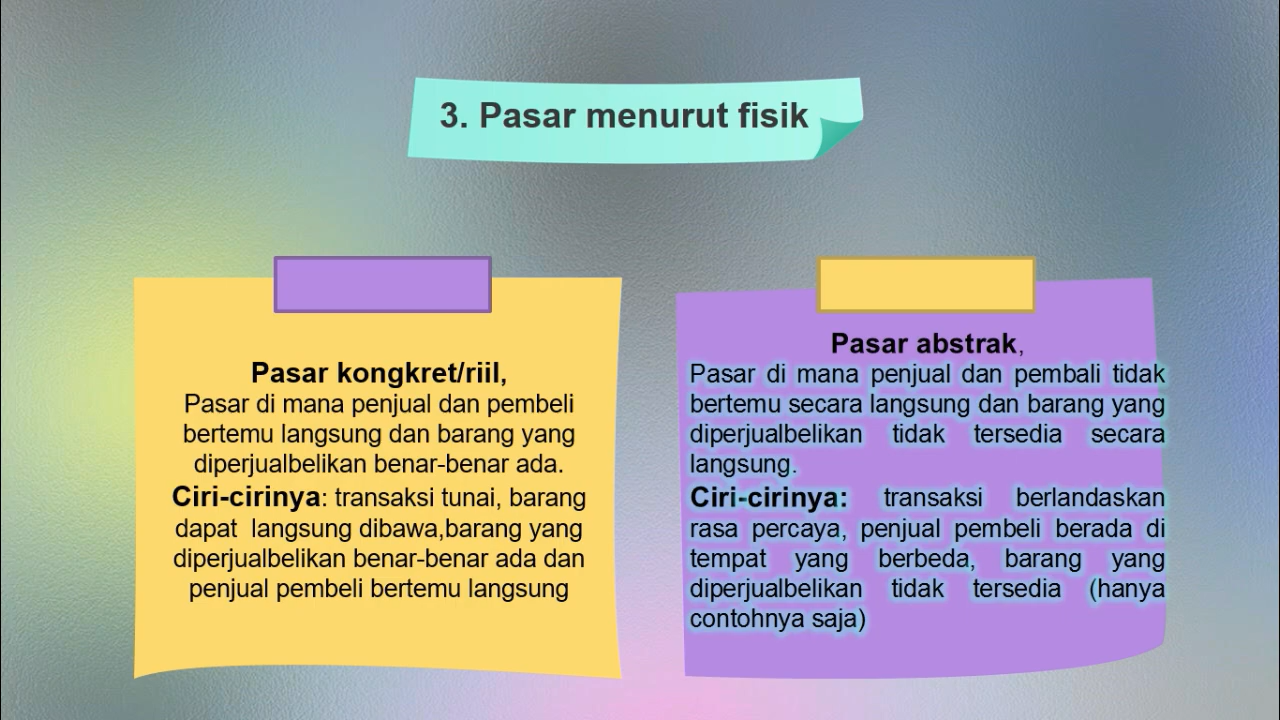 3. Pasar menurut fisik
Pasar kongkret/riil,
Pasar di mana penjual dan pembeli
bertemu langsung dan barang yang
diperjualbelikan benar-benar ada.
Ciri-cirinya: transaksi tunai, barang
dapat langsung dibawa,barang yang
diperjualbelikan benar-benar ada dan
penjual pembeli bertemu langsung
Pasar abstrak,
Pasar di mana penjual dan pembali tidak
bertemu secara langsung dan barang yang
diperjualbelikan tidak tersedia secara
langsung.
Ciri-cirinya: transaksi berlandaskan
rasa percaya, penjual pembeli berada di
tempat yang berbeda, barang yang
diperjualbelikan tidak tersedia (hanya
contohnya saja)